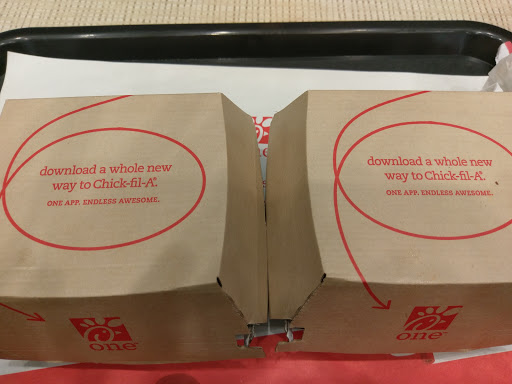 download a whole new
way to Chick-fil-A®.
ONE APP. ENDLESS AWESOME.
one
download a whole new
way to Chick-fil-A®.
ONE APP. ENDLESS AWESOME.
one